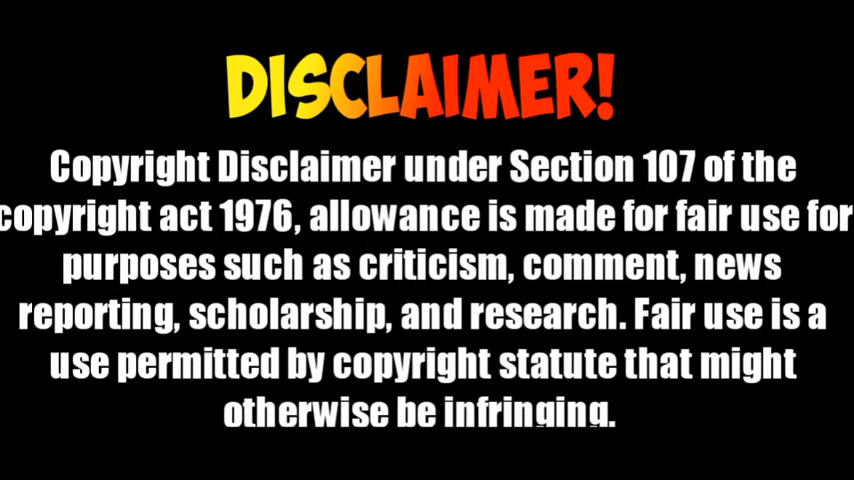 DISCLAIMER!
Copyright Disclaimer under Section 107 of the
copyright act 1976, allowance is made for fair use for
purposes such as criticism, comment, news
reporting, scholarship, and research. Fair use is a
use permitted by copyright statute that might
otherwise be infringing.